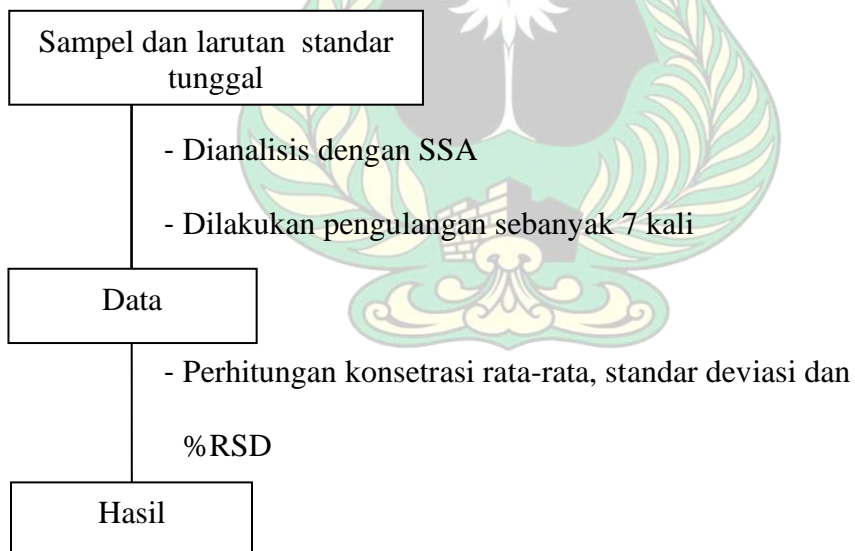 Sampel dan larutan standar
tunggal
- Dianalisis dengan SSA
- Dilakukan pengulangan sebanyak 7 kali
Data
- Perhitungan konsetrasi rata-rata, standar deviasi dan
%RSD
Hasil